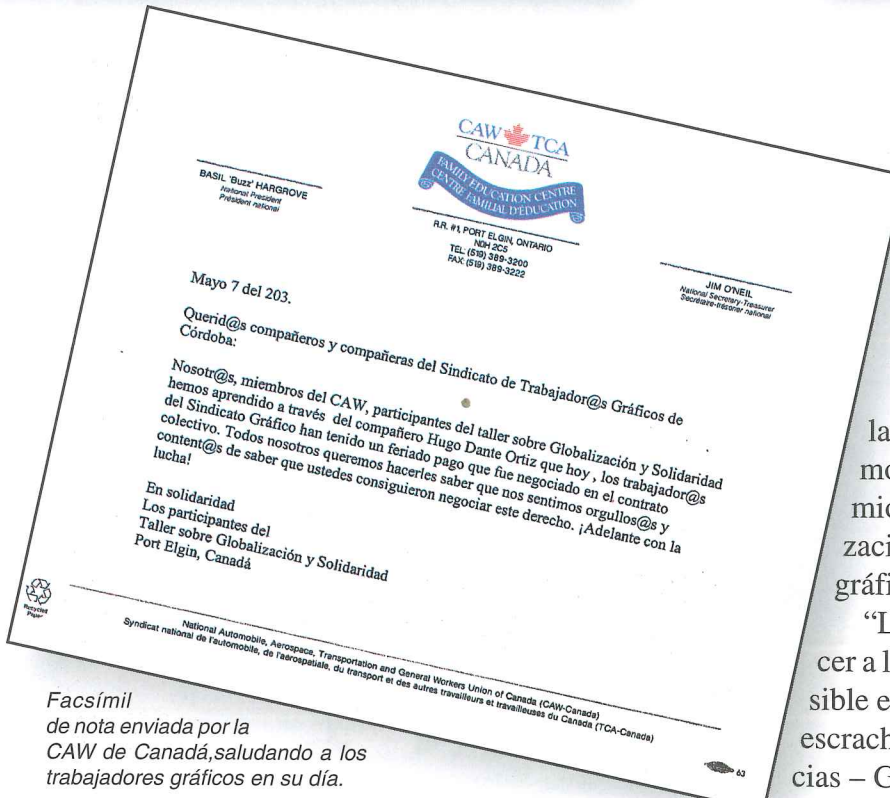 CAW TCA
CANADA
FAMILY EDUCATION CENTRE
CENTRE FAMILIAL D'ÉDUCATION
BASIL 'Buzz' HARGROVE
National President
Président national
R.R. #1, PORT ELGIN, ONTARIO
N0H 2C5
TEL: (519) 389-3200
FAX: (519) 389-3222
JIM O'NEIL
National Secretary-Treasurer
Secrétaire-trésorier national
Mayo 7 del 203.
Querid@s compañeros y compañeras del Sindicato de Trabajador@s Gráficos de
Córdoba:
Nosotr@s, miembros del CAW, participantes del taller sobre Globalización y Solidaridad
hemos aprendido a través del compañero Hugo Dante Ortiz que hoy , los trabajador@s
del Sindicato Gráfico han tenido un feriado pago que fue negociado en el contrato
colectivo. Todos nosotros queremos hacerles saber que nos sentimos orgullos@s y
content@s de saber que ustedes consiguieron negociar este derecho. ¡Adelante con la
lucha!
En solidaridad
Los participantes del
Taller sobre Globalización y Solidaridad
Port Elgin, Canadá
Recycled
Paper
National Automobile, Aerospace, Transportation and General Workers Union of Canada (CAW-Canada)
Syndicat national de l'automobile, de l'aérospatiale, du transport et des autres travailleurs et travailleuses du Canada (TCA-Canada)
63
Facsímil
de nota enviada por la
CAW de Canadá,saludando a los
trabajadores gráficos en su día.
la
mo
mic
zaci
gráfi
“L
cer a l
sible e
escrach
cias – G